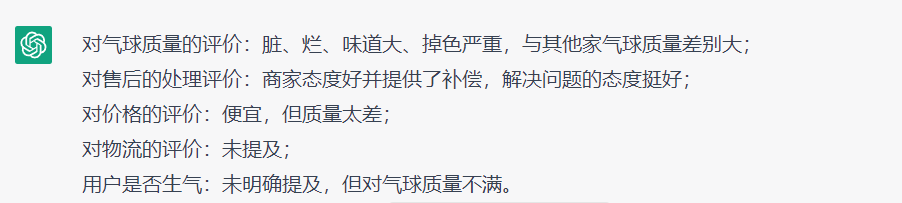 对气球质量的评价：脏、烂、味道大、掉色严重，与其他家气球质量差别大；
对售后的处理评价：商家态度好并提供了补偿，解决问题的态度挺好；
对价格的评价：便宜，但质量太差；
对物流的评价：未提及；
用户是否生气：未明确提及，但对气球质量不满。